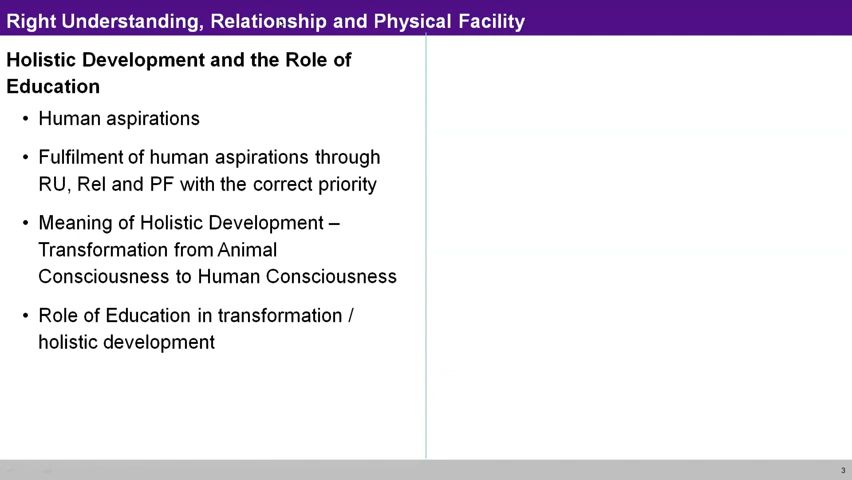 Right Understanding, Relationship and Physical Facility
Holistic Development and the Role of
Education
• Human aspirations
• Fulfilment of human aspirations through
RU, Rel and PF with the correct priority
• Meaning of Holistic Development –
Transformation from Animal
Consciousness to Human Consciousness
• Role of Education in transformation /
holistic development
3